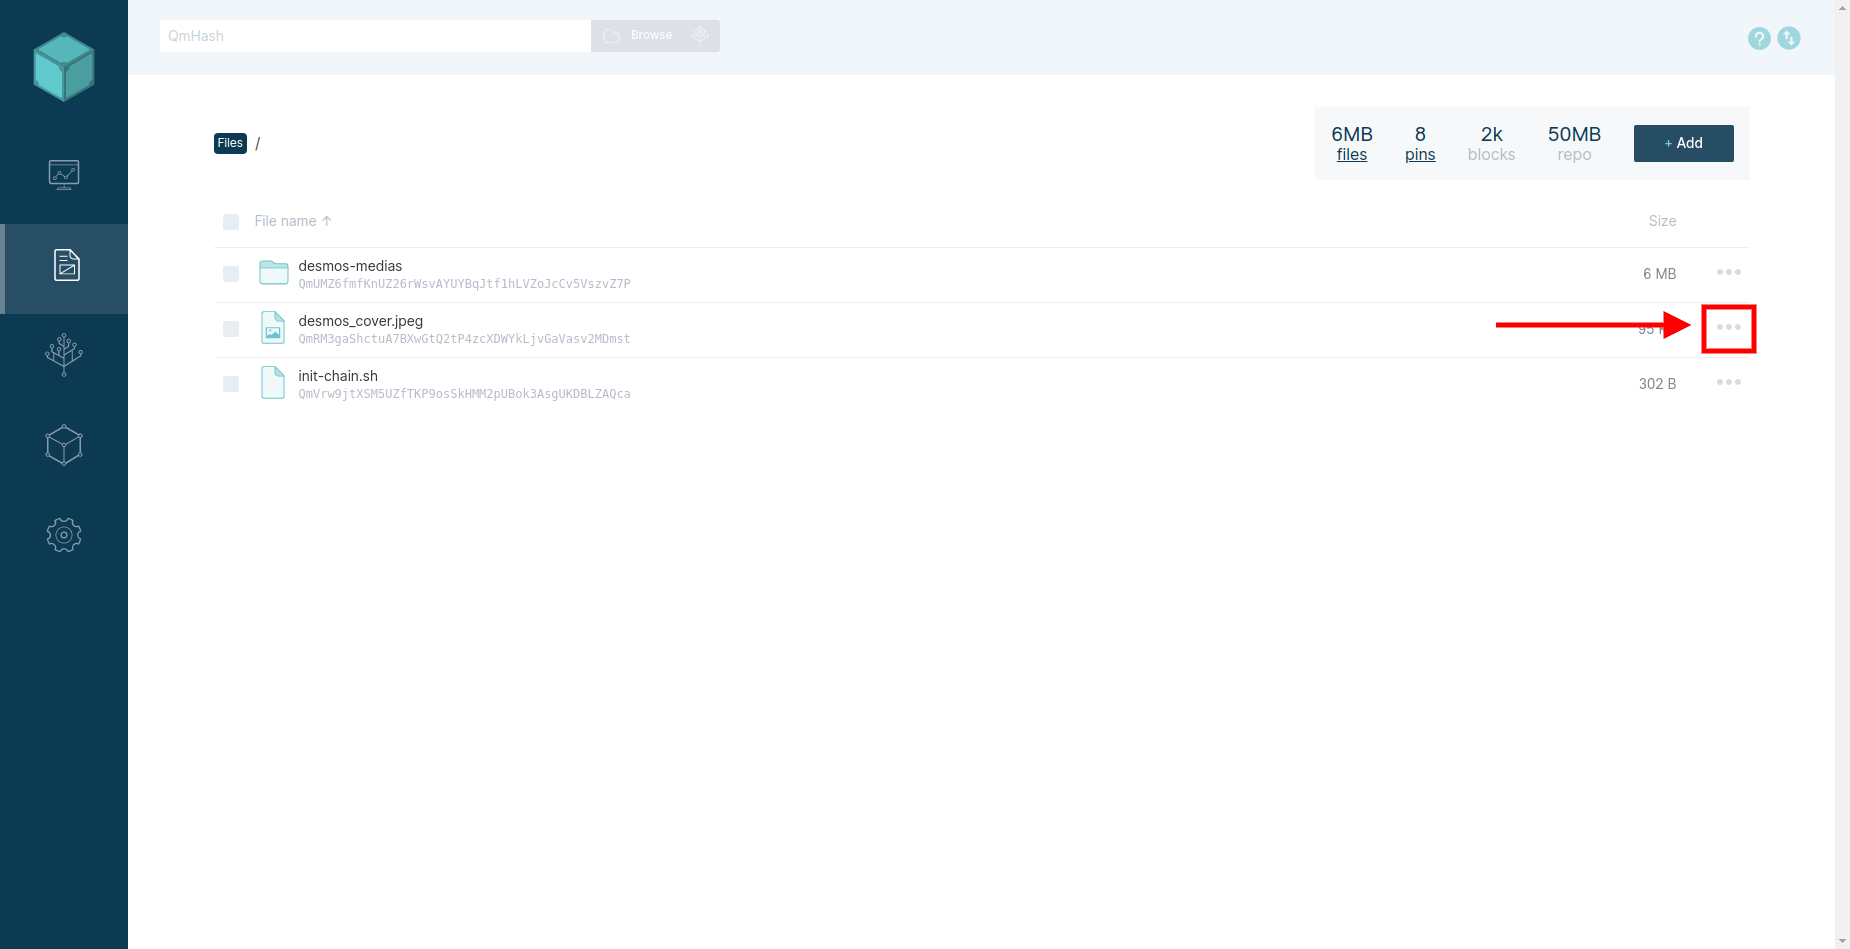 QmHash
Browse
Files /
6MB
files
8
pins
2k
blocks
50MB
repo
+ Add
File name ↑
Size
desmos-medias
QmUMZ6fmfKnUZ26rWsvAYUYBqJtf1hLVZoJcCv5VszvZ7P
6 MB
desmos_cover.jpeg
QmRM3gaShctuA7BXwGtQ2tP4zcXDWYkLjvGaVasv2MDmst
95
init-chain.sh
QmVrw9jtXSM5UZfTKP9osSkHMM2pUBok3AsgUKDBLZAQca
302 B